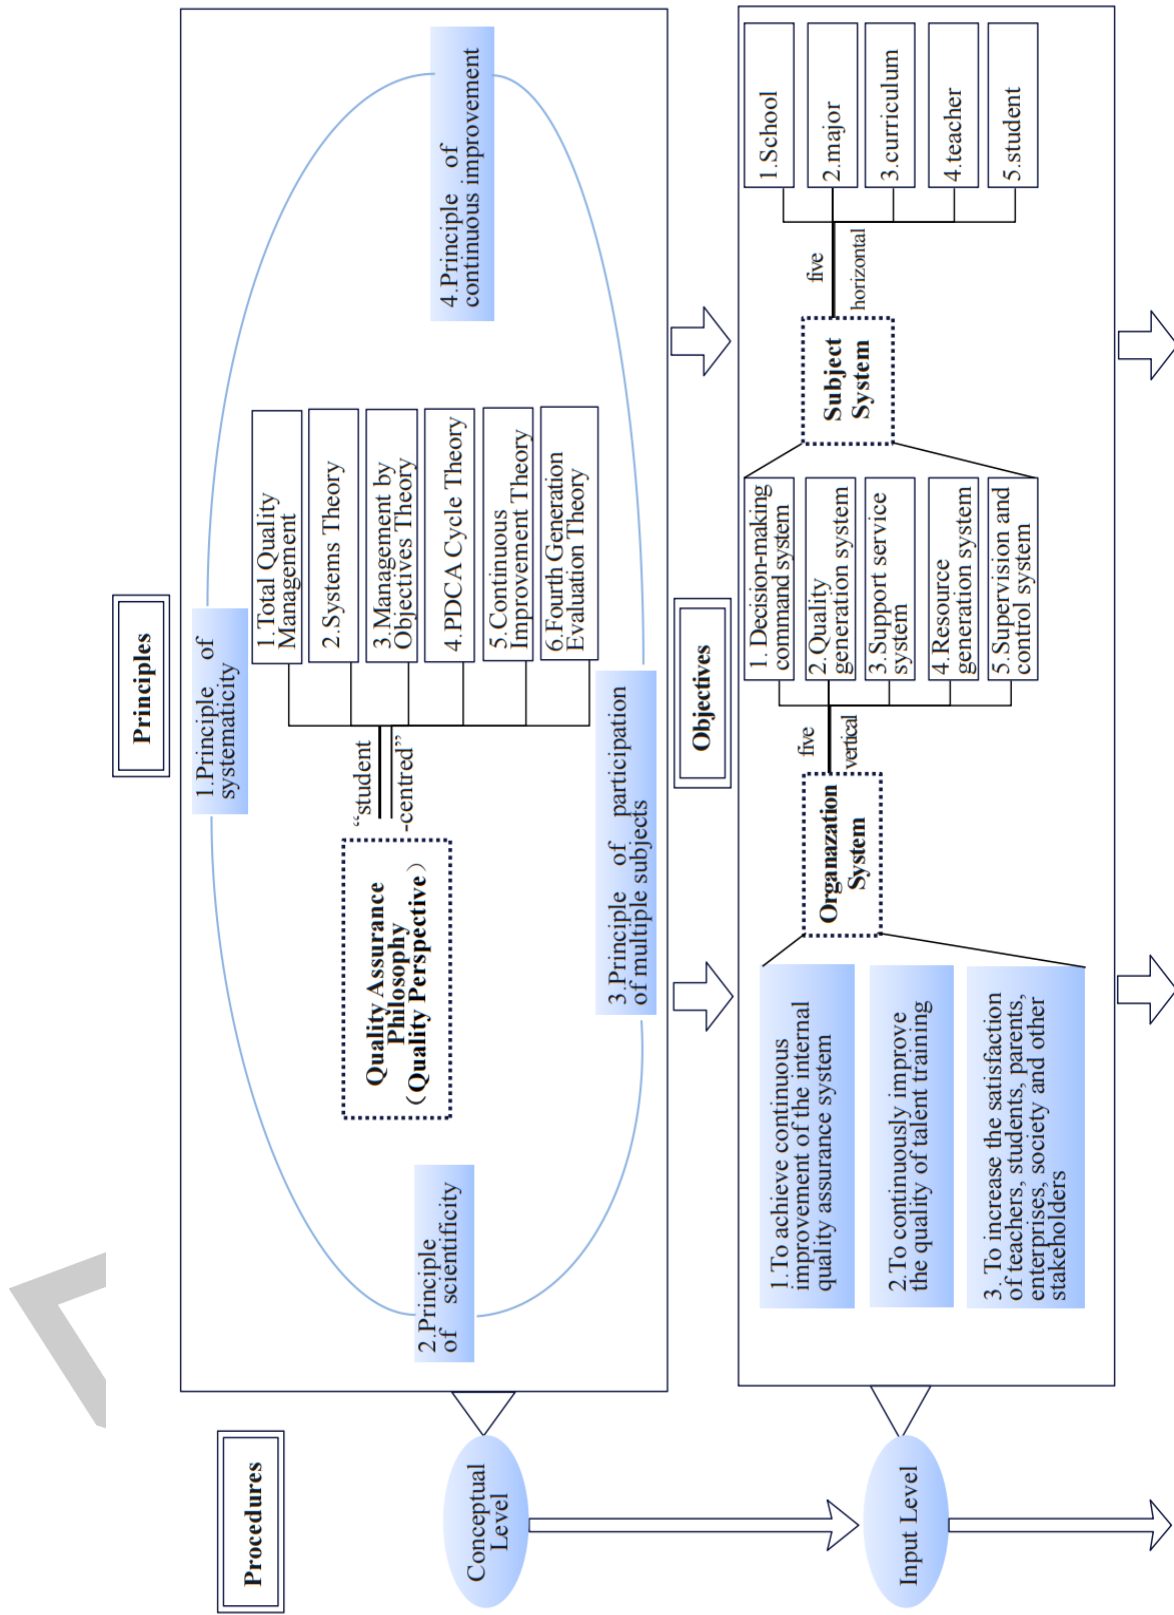 Procedures
Conceptual
Level
Input Level
Principles
1.Principle of
systematicity
2.Principle
of scientificity
3.Principle of participation
of multiple subjects
4.Principle of
continuous improvement
Quality Assurance
Philosophy
（Quality Perspective）
“student
-centred”
1.Total Quality
Management
2.Systems Theory
3.Management by
Objectives Theory
4.PDCA Cycle Theory
5.Continuous
Improvement Theory
6.Fourth Generation
Evaluation Theory
Objectives
1.To achieve continuous
improvement of the internal
quality assurance system
2.To continuously improve
the quality of talent training
3. To increase the satisfaction
of teachers, students, parents,
enterprises, society and other
stakeholders
Organazation
System
five
vertical
1. Decision-making
command system
2.Quality
generation system
3.Support service
system
4.Resource
generation system
5.Supervision and
control system
Subject
System
five
horizontal
1.School
2.major
3.curriculum
4.teacher
5.student